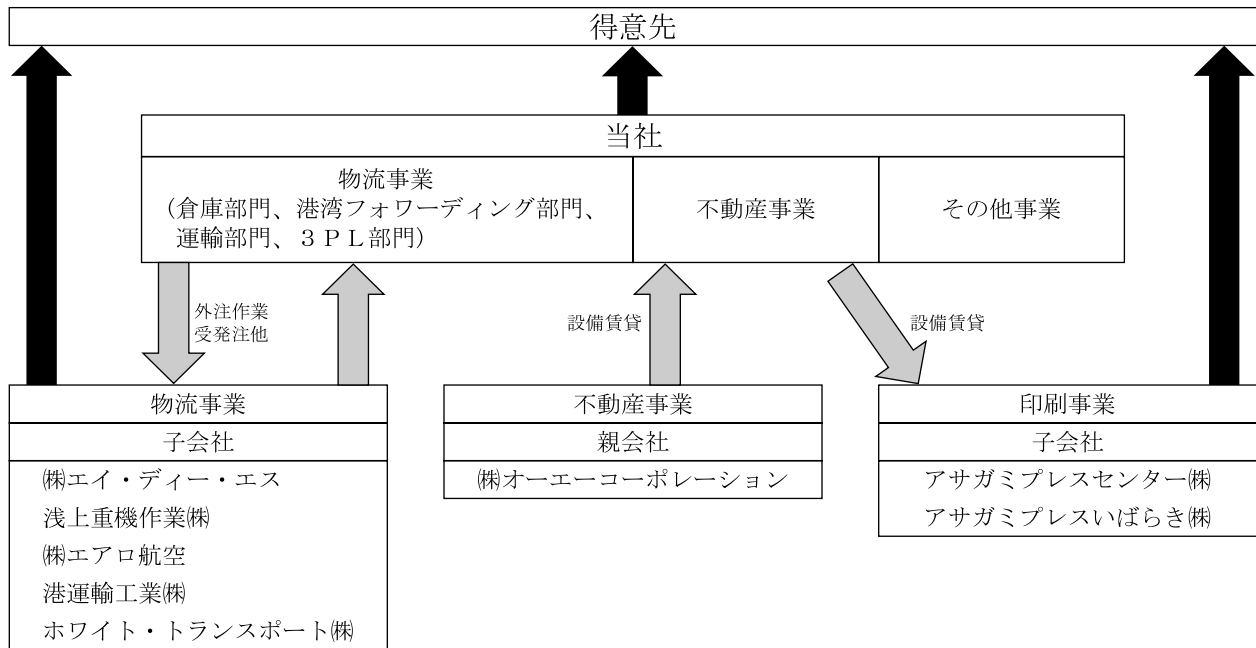 得意先
当社
物流事業
(倉庫部門、港湾フォワーディング部門、
運輸部門、３ＰＬ部門)
不動産事業
その他事業
外注作業
受発注他
設備賃貸
設備賃貸
物流事業
子会社
㈱エイ・ディー・エス
浅上重機作業㈱
㈱エアロ航空
港運輸工業㈱
ホワイト・トランスポート㈱
不動産事業
親会社
㈱オーエーコーポレーション
印刷事業
子会社
アサガミプレスセンター㈱
アサガミプレスいばらき㈱